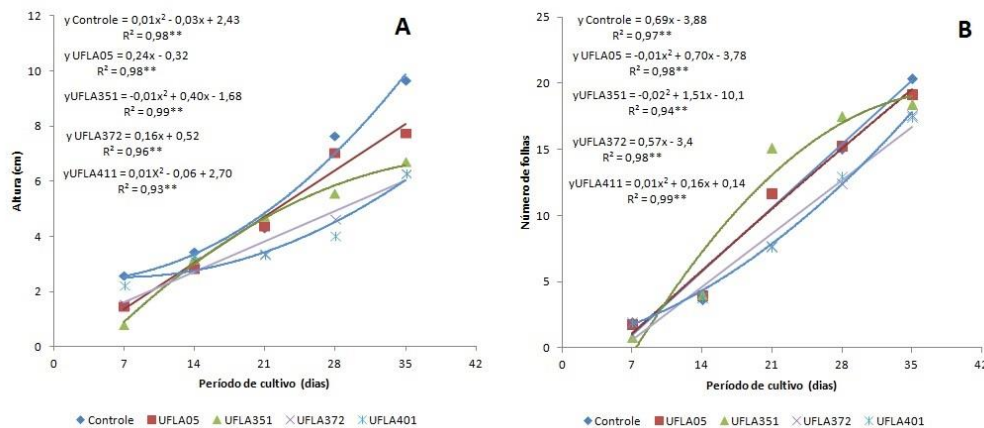 A
y Controle = 0,01x² - 0,03x + 2,43
R² = 0,98**
y UFLA05 = 0,24x - 0,32
R² = 0,98**
yUFLA351 = -0,01x² + 0,40x - 1,68
R² = 0,99**
y UFLA372 = 0,16x + 0,52
R² = 0,96**
yUFLA411 = 0,01X² - 0,06 + 2,70
R² = 0,93**
Altura (cm)
12
10
8
6
4
2
0
0 7 14 21 28 35 42
Período de cultivo (dias)
Controle UFLA05 UFLA351 UFLA372 UFLA401
B
y Controle = 0,69x - 3,88
R² = 0,97**
y UFLA05 = -0,01x² + 0,70x - 3,78
R² = 0,98**
yUFLA351 = -0,02² + 1,51x - 10,1
R² = 0,94**
yUFLA372 = 0,57x - 3,4
R² = 0,98**
yUFLA411 = 0,01x² + 0,16x + 0,14
R² = 0,99**
Número de folhas
25
20
15
10
5
0
0 7 14 21 28 35 42
Período de cultivo (dias)
Controle UFLA05 UFLA351 UFLA372 UFLA401